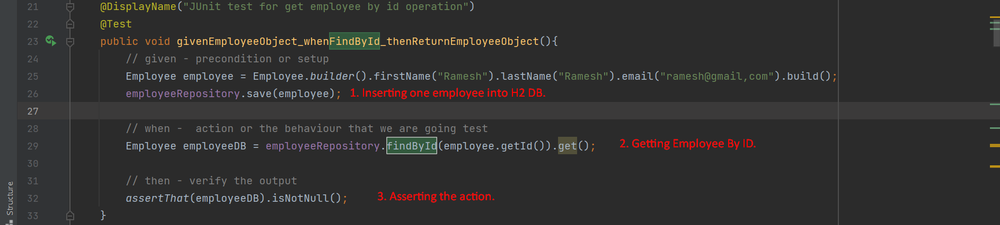 21 @DisplayName("JUnit test for get employee by id operation")
22 @Test
23 public void givenEmployeeObject_whenFindById_thenReturnEmployeeObject(){
24 // given - precondition or setup
25 Employee employee = Employee.builder().firstName("Ramesh").lastName("Ramesh").email("ramesh@gmail,com").build();
26 employeeRepository.save(employee); 1. Inserting one employee into H2 DB.
27
28 // when -  action or the behaviour that we are going test
29 Employee employeeDB = employeeRepository.findById(employee.getId()).get(); 2. Getting Employee By ID.
30
31 // then - verify the output
32 assertThat(employeeDB).isNotNull(); 3. Asserting the action.
33 }
Structure